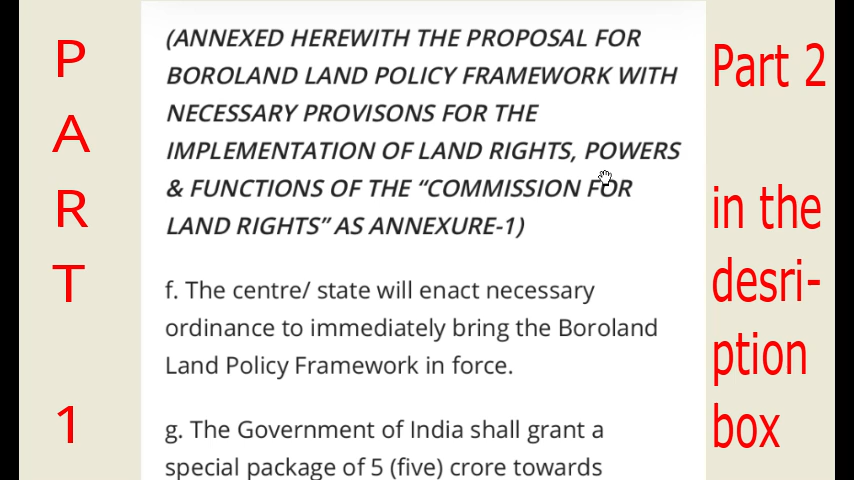 P
A
R
T
1
(ANNEXED HEREWITH THE PROPOSAL FOR
BOROLAND LAND POLICY FRAMEWORK WITH
NECESSARY PROVISONS FOR THE
IMPLEMENTATION OF LAND RIGHTS, POWERS
& FUNCTIONS OF THE “COMMISSION FOR
LAND RIGHTS” AS ANNEXURE-1)
f. The centre/ state will enact necessary
ordinance to immediately bring the Boroland
Land Policy Framework in force.
g. The Government of India shall grant a
special package of 5 (five) crore towards
Part 2
in the
desri-
ption
box